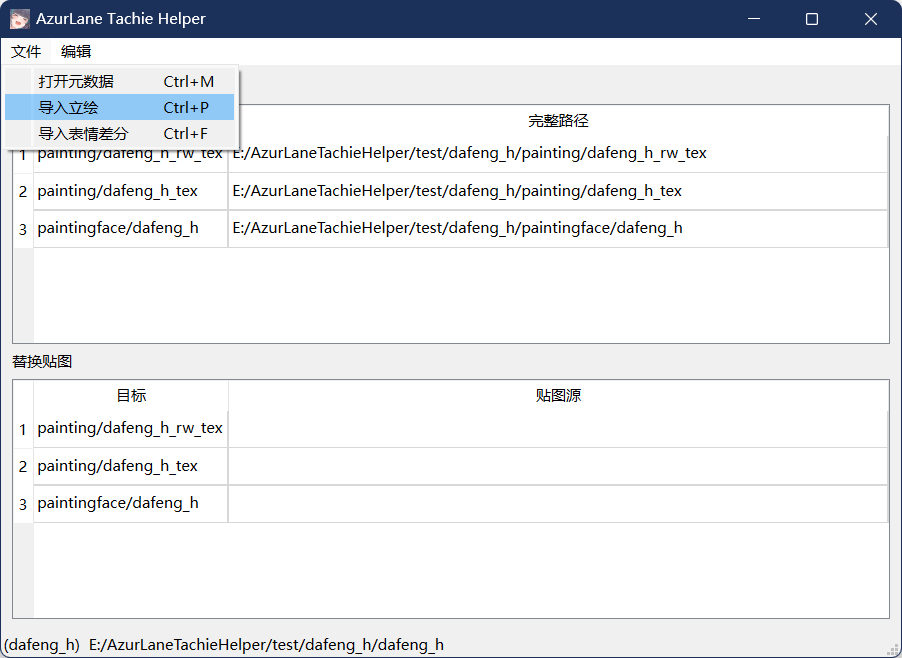 AzurLane Tachie Helper
文件 编辑
打开元数据 Ctrl+M
导入立绘 Ctrl+P
导入表情差分 Ctrl+F
完整路径
1 painting/dafeng_h_rw_tex E:/AzurLaneTachieHelper/test/dafeng_h/painting/dafeng_h_rw_tex
2 painting/dafeng_h_tex E:/AzurLaneTachieHelper/test/dafeng_h/painting/dafeng_h_tex
3 paintingface/dafeng_h E:/AzurLaneTachieHelper/test/dafeng_h/paintingface/dafeng_h
替换贴图
目标 贴图源
1 painting/dafeng_h_rw_tex
2 painting/dafeng_h_tex
3 paintingface/dafeng_h
(dafeng_h) E:/AzurLaneTachieHelper/test/dafeng_h/dafeng_h